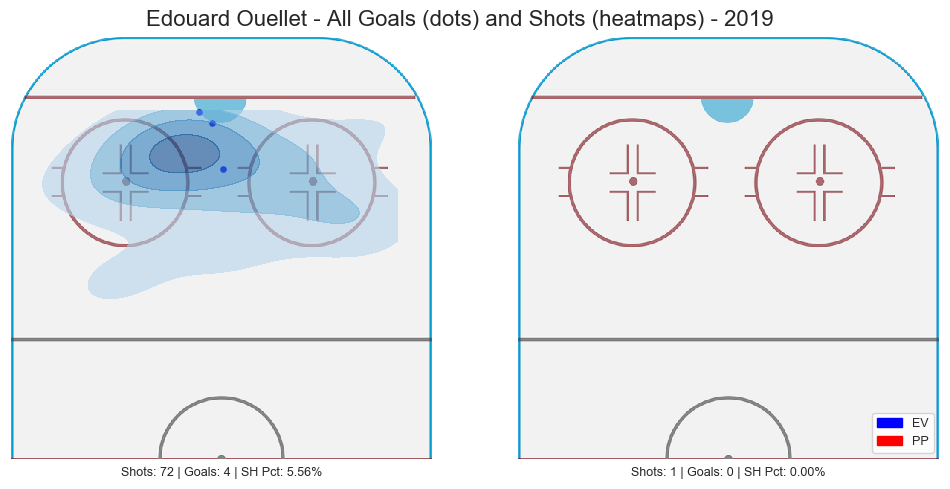 Edouard Ouellet - All Goals (dots) and Shots (heatmaps) - 2019
EV
PP
Shots: 72 | Goals: 4 | SH Pct: 5.56%
Shots: 1 | Goals: 0 | SH Pct: 0.00%